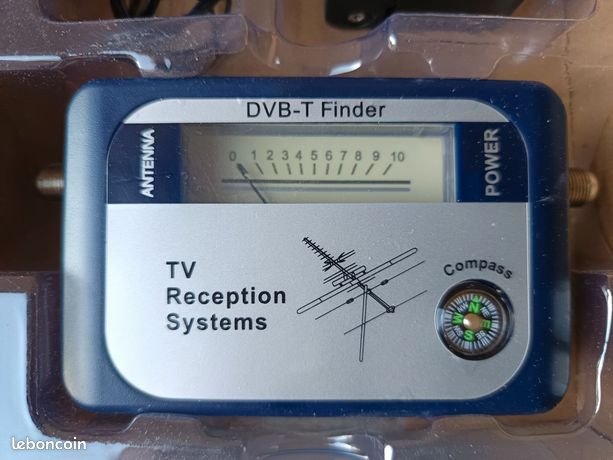 DVB-T Finder
ANTENNA
0 1 2 3 4 5 6 7 8 9 10
POWER
TV
Reception
Systems
Compass
N
E
S
W
leboncoin